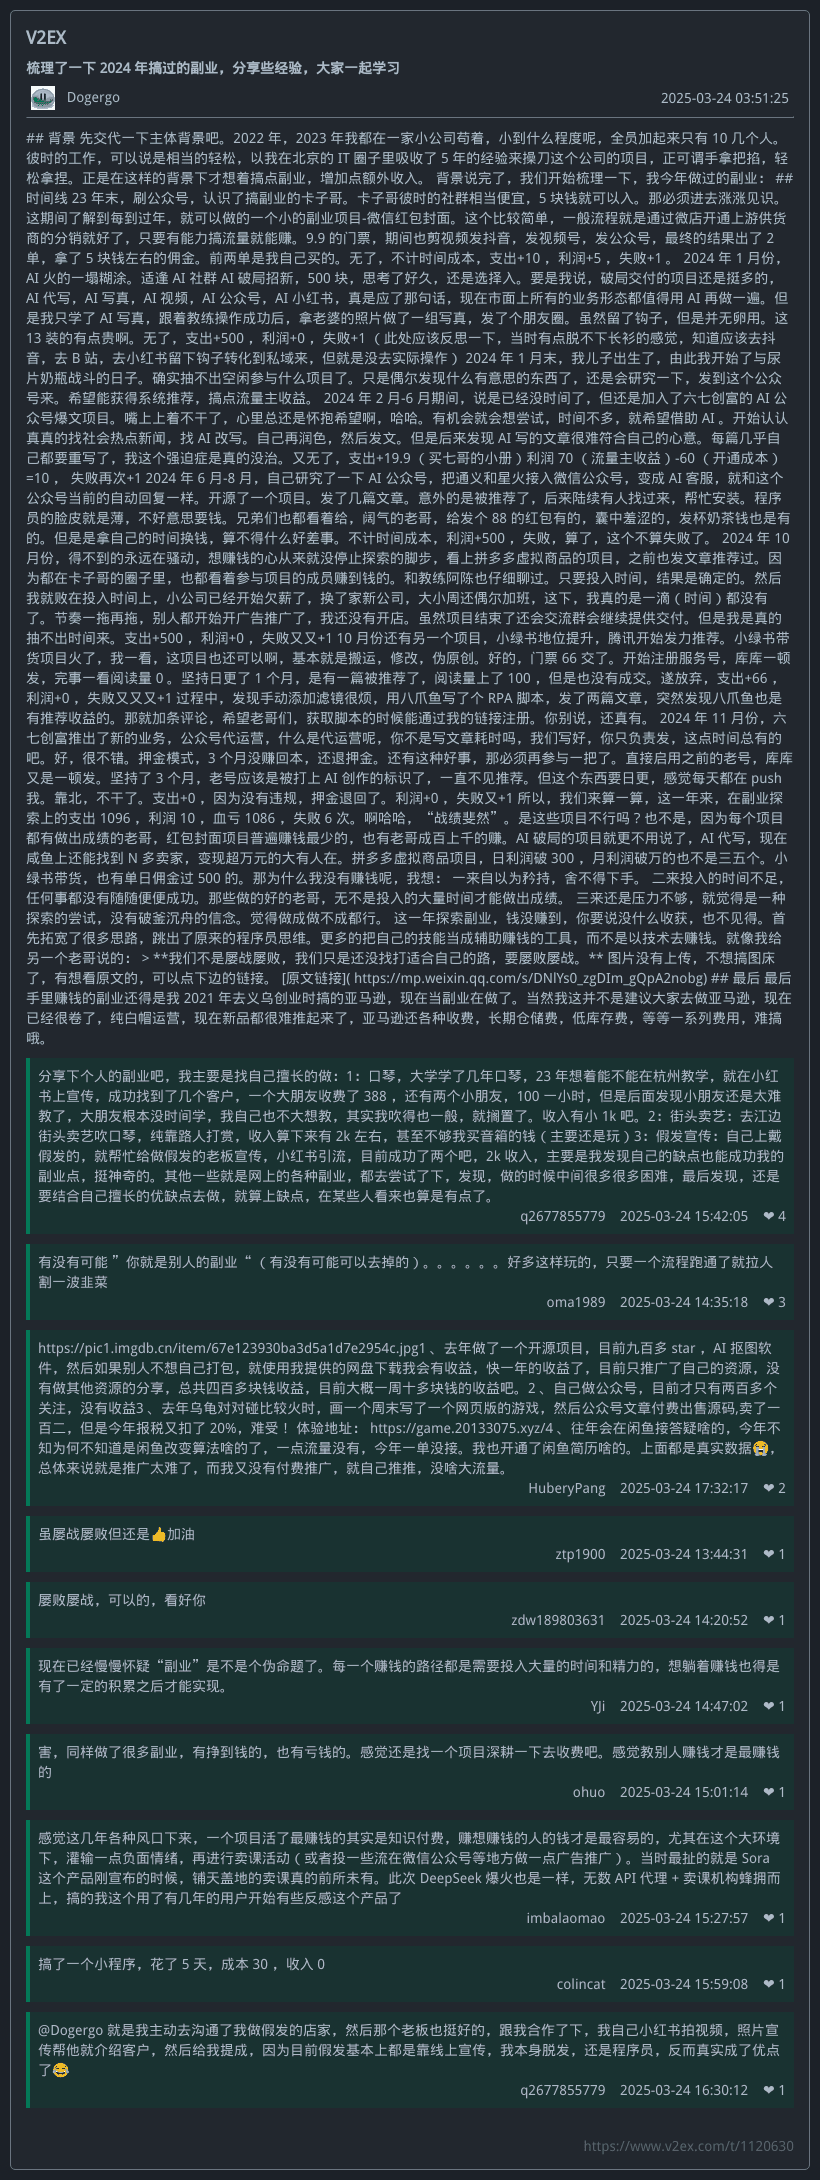 V2EX
梳理了一下 2024 年搞过的副业，分享些经验，大家一起学习
Dogergo 2025-03-24 03:51:25
## 背景 先交代一下主体背景吧。2022 年，2023 年我都在一家小公司苟着，小到什么程度呢，全员加起来只有 10 几个人。
彼时的工作，可以说是相当的轻松，以我在北京的 IT 圈子里吸收了 5 年的经验来操刀这个公司的项目，正可谓手拿把掐，轻
松拿捏。正是在这样的背景下才想着搞点副业，增加点额外收入。 背景说完了，我们开始梳理一下，我今年做过的副业： ##
时间线 23 年末，刷公众号，认识了搞副业的卡子哥。卡子哥彼时的社群相当便宜，5 块钱就可以入。那必须进去涨涨见识。
这期间了解到每到过年，就可以做的一个小的副业项目-微信红包封面。这个比较简单，一般流程就是通过微店开通上游供货
商的分销就好了，只要有能力搞流量就能赚。9.9 的门票，期间也剪视频发抖音，发视频号，发公众号，最终的结果出了 2
单，拿了 5 块钱左右的佣金。前两单是我自己买的。无了，不计时间成本，支出+10 ，利润+5 ，失败+1 。 2024 年 1 月份，
AI 火的一塌糊涂。适逢 AI 社群 AI 破局招新，500 块，思考了好久，还是选择入。要是我说，破局交付的项目还是挺多的，
AI 代写，AI 写真，AI 视频，AI 公众号，AI 小红书，真是应了那句话，现在市面上所有的业务形态都值得用 AI 再做一遍。但
是我只学了 AI 写真，跟着教练操作成功后，拿老婆的照片做了一组写真，发了个朋友圈。虽然留了钩子，但是并无卵用。这
13 装的有点贵啊。无了，支出+500 ，利润+0 ，失败+1 （ 此处应该反思一下，当时有点脱不下长衫的感觉，知道应该去抖
音，去 B 站，去小红书留下钩子转化到私域来，但就是没去实际操作 ） 2024 年 1 月末，我儿子出生了，由此我开始了与尿
片奶瓶战斗的日子。确实抽不出空闲参与什么项目了。只是偶尔发现什么有意思的东西了，还是会研究一下，发到这个公众
号来。希望能获得系统推荐，搞点流量主收益。 2024 年 2 月-6 月期间，说是已经没时间了，但还是加入了六七创富的 AI 公
众号爆文项目。嘴上上着不干了，心里总还是怀抱希望啊，哈哈。有机会就会想尝试，时间不多，就希望借助 AI 。开始认认
真真的找社会热点新闻，找 AI 改写。自己再润色，然后发文。但是后来发现 AI 写的文章很难符合自己的心意。每篇几乎自
己都要重写了，我这个强迫症是真的没治。又无了，支出+19.9 （ 买七哥的小册 ）利润 70 （ 流量主收益 ）-60 （ 开通成本 ）
=10 ， 失败再次+1 2024 年 6 月-8 月，自己研究了一下 AI 公众号，把通义和星火接入微信公众号，变成 AI 客服，就和这个
公众号当前的自动回复一样。开源了一个项目。发了几篇文章。意外的是被推荐了，后来陆续有人找过来，帮忙安装。 程序
员的脸皮就是薄，不好意思要钱。兄弟们也都看着给，阔气的老哥，给发个 88 的红包有的，囊中羞涩的，发杯奶茶钱也是有
的。但是是拿自己的时间换钱，算不得什么好差事。不计时间成本，利润+500 ，失败，算了，这个不算失败了。 2024 年 10
月份，得不到的永远在骚动，想赚钱的心从来就没停止探索的脚步，看上拼多多虚拟商品的项目，之前也发文章推荐过。因
为都在卡子哥的圈子里，也都看着参与项目的成员赚到钱的。和教练阿陈也仔细聊过。只要投入时间，结果是确定的。然后
我就败在投入时间上，小公司已经开始欠薪了，换了家新公司，大小周还偶尔加班，这下，我真的是一滴（ 时间 ）都没有
了。节奏一拖再拖，别人都开始开广告推广了，我还没有开店。虽然项目结束了还会交流群会继续提供交付。但是我是真的
抽不出时间来。支出+500 ，利润+0 ，失败又又+1 10 月份还有另一个项目，小绿书地位提升，腾讯开始发力推荐。小绿书带
货项目火了，我一看，这项目也还可以啊，基本就是搬运，修改，伪原创。 好的，门票 66 交了。开始注册服务号，库库一顿
发，完事一看阅读量 0 。坚持日更了 1 个月，是有一篇被推荐了，阅读量上了 100 ，但是也没有成交。遂放弃，支出+66 ，
利润+0 ，失败又又又+1 过程中，发现手动添加滤镜很烦，用八爪鱼写了个 RPA 脚本，发了两篇文章，突然发现八爪鱼也是
有推荐收益的。那就加条评论，希望老哥们，获取脚本的时候能通过我的链接注册。你别说，还真有。 2024 年 11 月份，六
七创富推出了新的业务，公众号代运营，什么是代运营呢，你不是写文章耗时吗，我们写好，你只负责发，这点时间总有的
吧。好，很不错。押金模式，3 个月没赚回本，还退押金。还有这种好事，那必须再参与一把了。直接启用之前的老号，库库
又是一顿发。坚持了 3 个月，老号应该是被打上 AI 创作的标识了，一直不见推荐。但这个东西要日更，感觉每天都在 push
我。靠北，不干了。支出+0 ，因为没有违规，押金退回了。利润+0 ，失败又+1 所以，我们来算一算，这一年来，在副业探
索上的支出 1096 ，利润 10 ，血亏 1086 ，失败 6 次。啊哈哈，“战绩斐然”。是这些项目不行吗？也不是，因为每个项目
都有做出成绩的老哥，红包封面项目普遍赚钱最少的，也有老哥成百上千的赚。AI 破局的项目就更不用说了，AI 代写，现在
咸鱼上还能找到 N 多卖家，变现超万元的大有人在。拼多多虚拟商品项目，日利润破 300 ，月利润破万的也不是三五个。小
绿书带货，也有单日佣金过 500 的。那为什么我没有赚钱呢，我想： 一来自以为矜持，舍不得下手。 二来投入的时间不足，
任何事都没有随随便便成功。那些做的好的老哥，无不是投入的大量时间才能做出成绩。 三来还是压力不够，就觉得是一种
探索的尝试，没有破釜沉舟的信念。觉得做成做不成都行。 这一年探索副业，钱没赚到，你要说没什么收获，也不见得。首
先拓宽了很多思路，跳出了原来的程序员思维。更多的把自己的技能当成辅助赚钱的工具，而不是以技术去赚钱。就像我给
另一个老哥说的： > **我们不是屡战屡败，我们只是还没找打适合自己的路，要屡败屡战。** 图片没有上传，不想搞图床
了，有想看原文的，可以点下边的链接。 [原文链接]( https://mp.weixin.qq.com/s/DNlYs0_zgDIm_gQpA2nobg) ## 最后 最后
手里赚钱的副业还得是我 2021 年去义乌创业时搞的亚马逊，现在当副业在做了。当然我这并不是建议大家去做亚马逊，现在
已经很卷了，纯白帽运营，现在新品都很难推起来了，亚马逊还各种收费，长期仓储费，低库存费，等等一系列费用，难搞
哦。
分享下个人的副业吧，我主要是找自己擅长的做：1：口琴，大学学了几年口琴，23 年想着能不能在杭州教学，就在小红
书上宣传，成功找到了几个客户，一个大朋友收费了 388 ，还有两个小朋友，100 一小时，但是后面发现小朋友还是太难
教了，大朋友根本没时间学，我自己也不大想教，其实我吹得也一般，就搁置了。收入有小 1k 吧。2：街头卖艺：去江边
街头卖艺吹口琴，纯靠路人打赏，收入算下来有 2k 左右，甚至不够我买音箱的钱（ 主要还是玩 ）3：假发宣传：自己上戴
假发的，就帮忙给做假发的老板宣传，小红书引流，目前成功了两个吧，2k 收入，主要是我发现自己的缺点也能成功我的
副业点，挺神奇的。其他一些就是网上的各种副业，都去尝试了下，发现，做的时候中间很多很多困难，最后发现，还是
要结合自己擅长的优缺点去做，就算上缺点，在某些人看来也算是有点了。
q2677855779 2025-03-24 15:42:05 ❤ 4
有没有可能 ”你就是别人的副业“（ 有没有可能可以去掉的 ）。。。。。。好多这样玩的，只要一个流程跑通了就拉人
割一波韭菜
oma1989 2025-03-24 14:35:18 ❤ 3
https://pic1.imgdb.cn/item/67e123930ba3d5a1d7e2954c.jpg1 、去年做了一个开源项目，目前九百多 star ，AI 抠图软
件，然后如果别人不想自己打包，就使用我提供的网盘下载我会有收益，快一年的收益了，目前只推广了自己的资源，没
有做其他资源的分享，总共四百多块钱收益，目前大概一周十多块钱的收益吧。2 、自己做公众号，目前才只有两百多个
关注，没有收益3 、去年乌龟对对碰比较火时，画一个周末写了一个网页版的游戏，然后公众号文章付费出售源码,卖了一
百二，但是今年报税又扣了 20%，难受！ 体验地址： https://game.20133075.xyz/4 、往年会在闲鱼接答疑啥的，今年不
知为何不知道是闲鱼改变算法啥的了，一点流量没有，今年一单没接。我也开通了闲鱼简历啥的。上面都是真实数据😭，
总体来说就是推广太难了，而我又没有付费推广，就自己推推，没啥大流量。
HuberyPang 2025-03-24 17:32:17 ❤ 2
虽屡战屡败但还是👍加油
ztp1900 2025-03-24 13:44:31 ❤ 1
屡败屡战，可以的，看好你
zdw189803631 2025-03-24 14:20:52 ❤ 1
现在已经慢慢怀疑“副业”是不是个伪命题了。每一个赚钱的路径都是需要投入大量的时间和精力的，想躺着赚钱也得是
有了一定的积累之后才能实现。
YJi 2025-03-24 14:47:02 ❤ 1
害，同样做了很多副业，有挣到钱的，也有亏钱的。感觉还是找一个项目深耕一下去收费吧。感觉教别人赚钱才是最赚钱
的
ohuo 2025-03-24 15:01:14 ❤ 1
感觉这几年各种风口下来，一个项目活了最赚钱的其实是知识付费，赚想赚钱的人的钱才是最容易的，尤其在这个大环境
下，灌输一点负面情绪，再进行卖课活动（ 或者投一些流在微信公众号等地方做一点广告推广 ）。当时最扯的就是 Sora
这个产品刚宣布的时候，铺天盖地的卖课真的前所未有。此次 DeepSeek 爆火也是一样，无数 API 代理 + 卖课机构蜂拥而
上，搞的我这个用了有几年的用户开始有些反感这个产品了
imbalaomao 2025-03-24 15:27:57 ❤ 1
搞了一个小程序，花了 5 天，成本 30 ，收入 0
colincat 2025-03-24 15:59:08 ❤ 1
@Dogergo 就是我主动去沟通了我做假发的店家，然后那个老板也挺好的，跟我合作了下，我自己小红书拍视频，照片宣
传帮他就介绍客户，然后给我提成，因为目前假发基本上都是靠线上宣传，我本身脱发，还是程序员，反而真实成了优点
了😂
q2677855779 2025-03-24 16:30:12 ❤ 1
https://www.v2ex.com/t/1120630